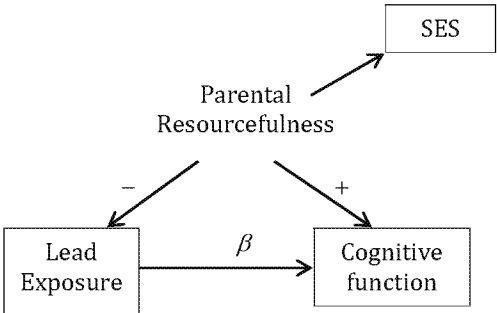 SES
Parental
Resourcefulness
−
+
Lead
Exposure
β
Cognitive
function